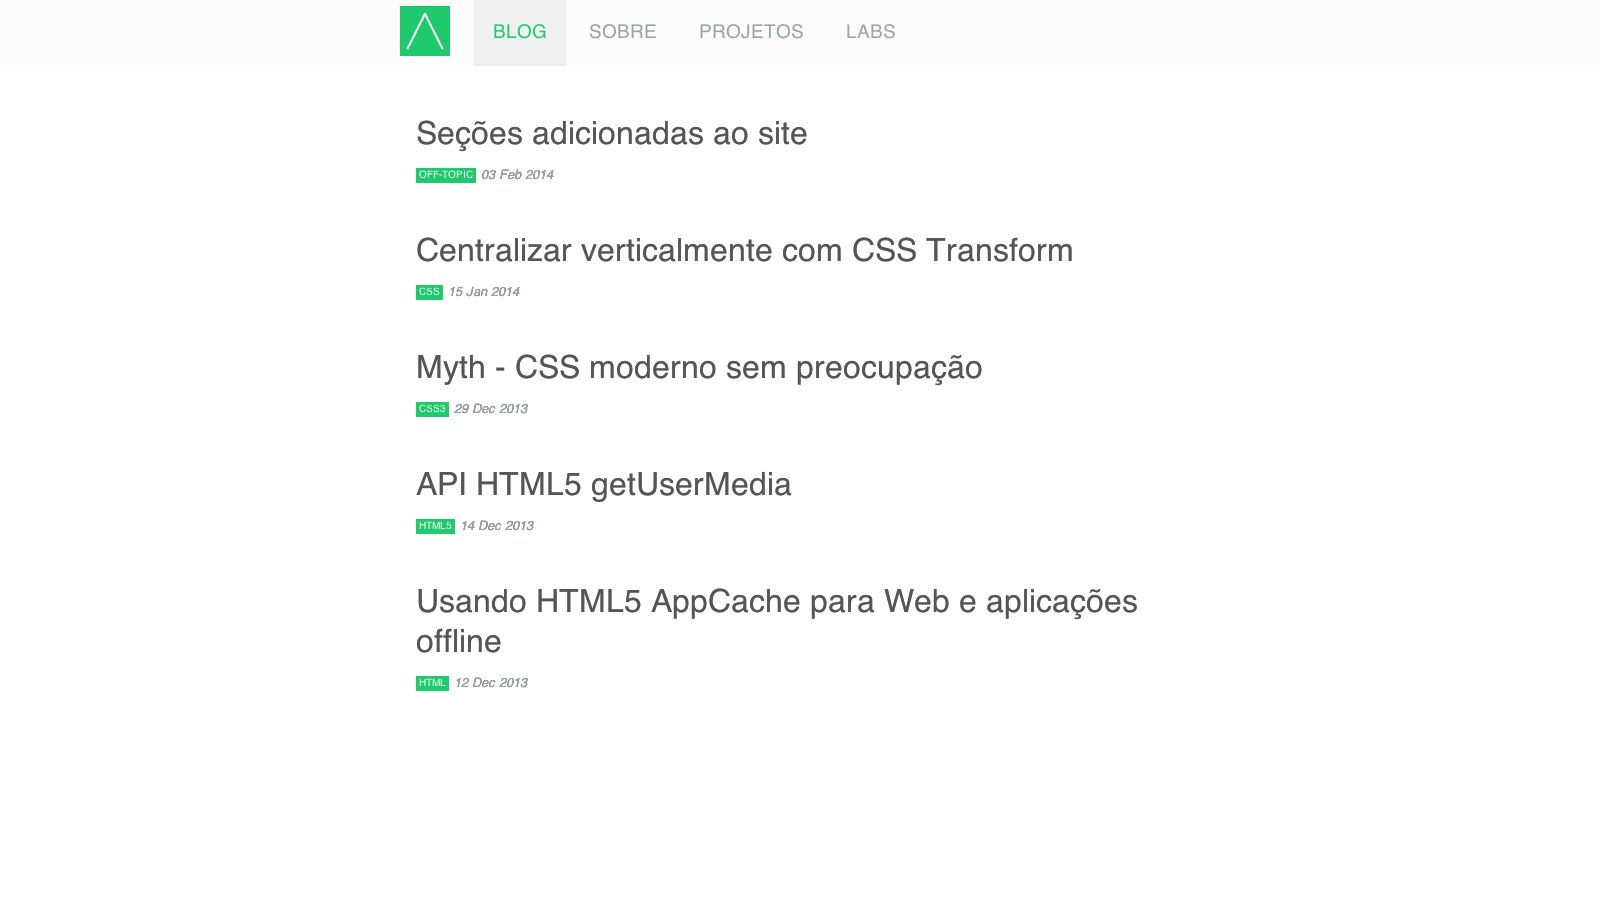 BLOG SOBRE PROJETOS LABS
Seções adicionadas ao site
OFF-TOPIC 03 Feb 2014
Centralizar verticalmente com CSS Transform
CSS 15 Jan 2014
Myth - CSS moderno sem preocupação
CSS3 29 Dec 2013
API HTML5 getUserMedia
HTML5 14 Dec 2013
Usando HTML5 AppCache para Web e aplicações
offline
HTML 12 Dec 2013